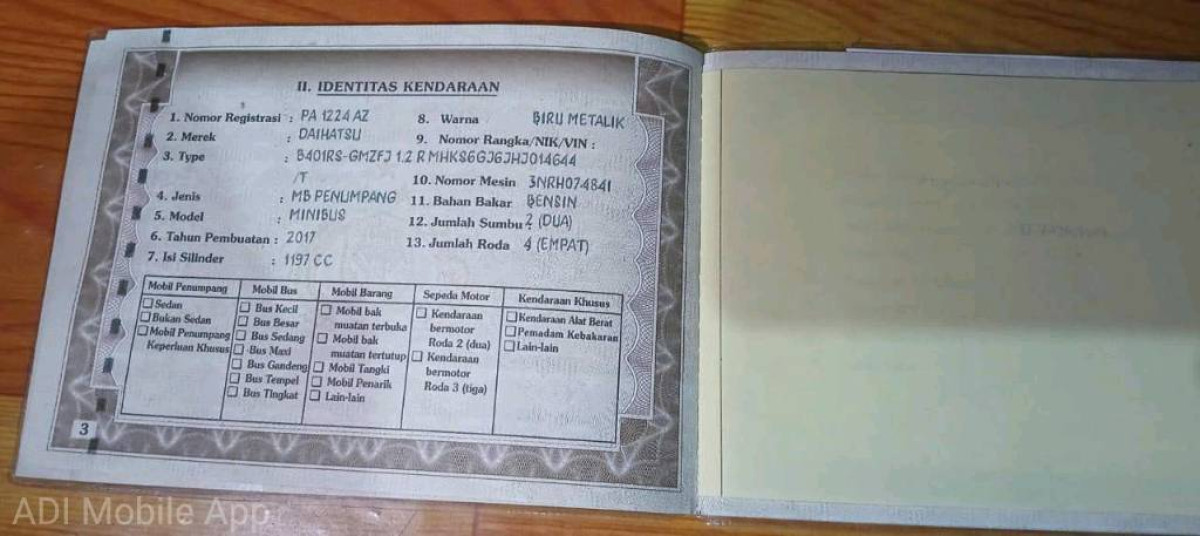 II. IDENTITAS KENDARAAN
1. Nomor Registrasi : PA 1224 AZ
2. Merek : DAIHATSU
3. Type : B401RS-GMZFJ 1.2 R
/T
4. Jenis : MB PENUMPANG
5. Model : MINIBUS
6. Tahun Pembuatan : 2017
7. Isi Silinder : 1197 CC
8. Warna BIRU METALIK
9. Nomor Rangka/NIK/VIN :
MHKS6GJ6JHJ014644
10. Nomor Mesin 3NRH074841
11. Bahan Bakar BENSIN
12. Jumlah Sumbu 2 (DUA)
13. Jumlah Roda 4 (EMPAT)
Mobil Penumpang
Sedan
Bukan Sedan
Mobil Penumpang
Keperluan Khusus
Mobil Bus
Bus Kecil
Bus Besar
Bus Sedang
Bus Maxi
Bus Gandeng
Bus Tempel
Bus Tingkat
Mobil Barang
Mobil bak
muatan terbuka
Mobil bak
muatan tertutup
Mobil Tangki
Mobil Penarik
Lain-lain
Sepeda Motor
Kendaraan
bermotor
Roda 2 (dua)
Kendaraan
bermotor
Roda 3 (tiga)
Kendaraan Khusus
Kendaraan Alat Berat
Pemadam Kebakaran
Lain-lain
3
ADI Mobile App